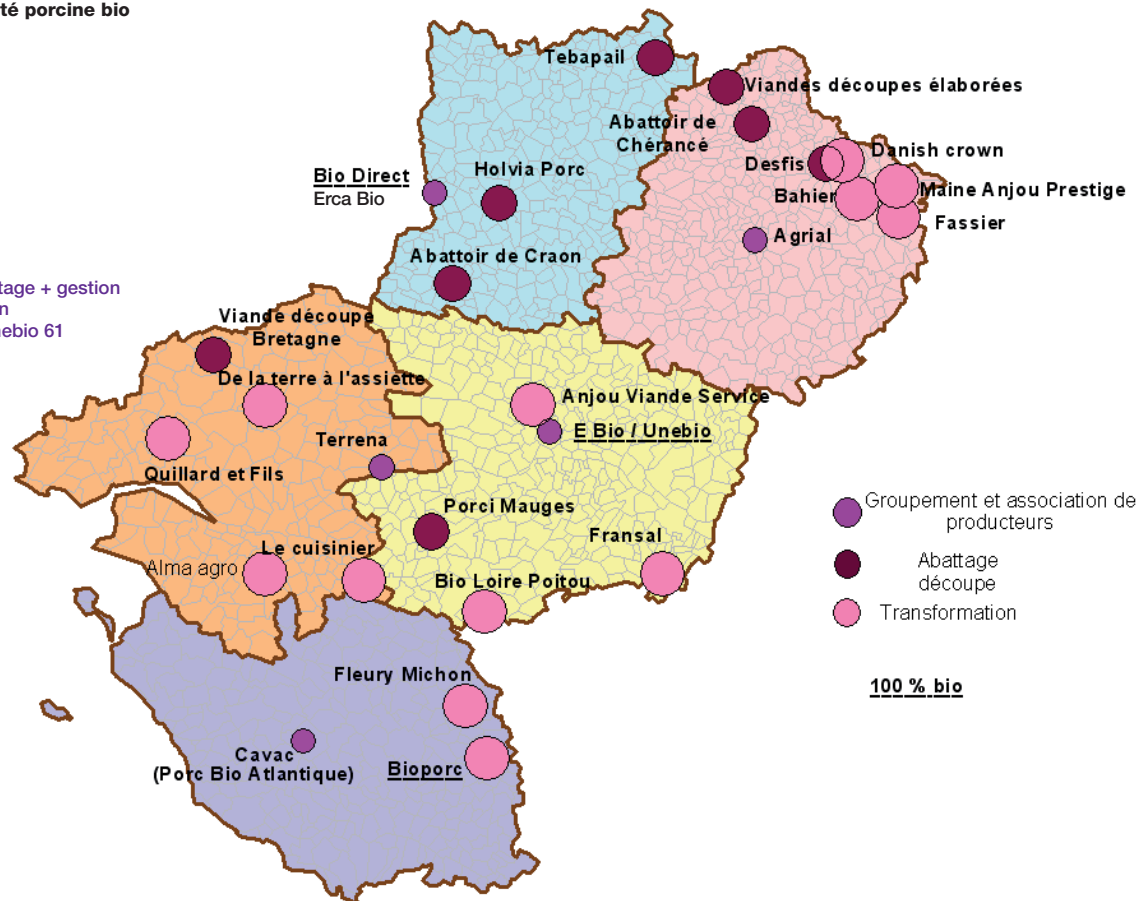 té porcine bio
Tebapail
Viandes découpes élaborées
Abattoir de
Chérancé
Danish crown
Desfis
Holvia Porc
Bio Direct
Erca Bio
Maine Anjou Prestige
Bahier
Fassier
Agrial
Abattoir de Craon
tage + gestion
n
nebio 61
Viande découpe
Bretagne
De la terre à l'assiette
Anjou Viande Service
E Bio / Unebio
Terrena
Quillard et Fils
Porci Mauges
Fransal
Le cuisinier
Alma agro
Bio Loire Poitou
Groupement et association de
producteurs
Abattage
découpe
Transformation
100 % bio
Fleury Michon
Cavac
(Porc Bio Atlantique)
Bioporc